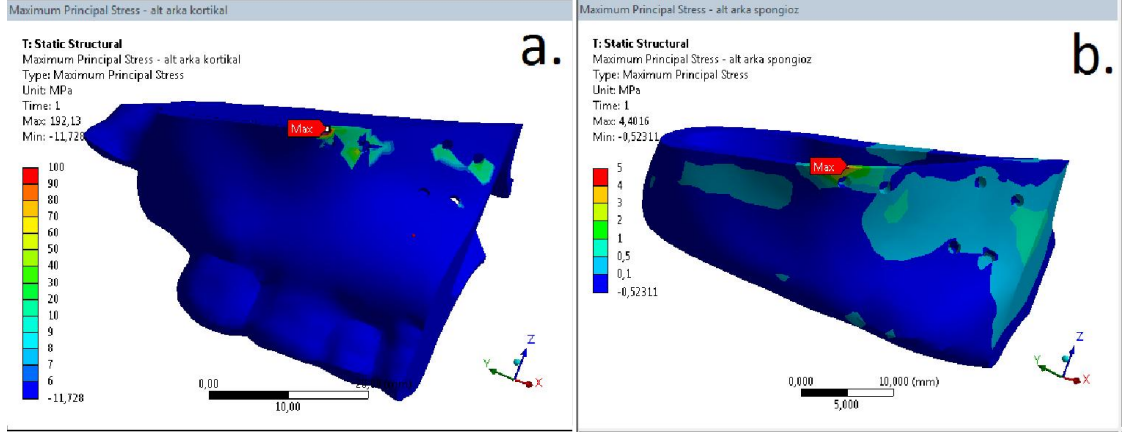 Maximum Principal Stress - alt arka kortikal
a.
T: Static Structural
Maximum Principal Stress - alt arka kortikal
Type: Maximum Principal Stress
Unit: MPa
Time: 1
Max: 192,13
Min: -11,728
Max
100
90
80
70
60
50
40
30
20
10
9
8
7
6
-11,728
0,00
10,00
Z
Y
X
Maximum Principal Stress - alt arka spongioz
b.
T: Static Structural
Maximum Principal Stress - alt arka spongioz
Type: Maximum Principal Stress
Unit: MPa
Time: 1
Max: 4,4016
Min: -0,52311
Max
5
4
3
2
1
0,5
0,1
-0,52311
0,000
10,000 (mm)
5,000
Z
Y
X